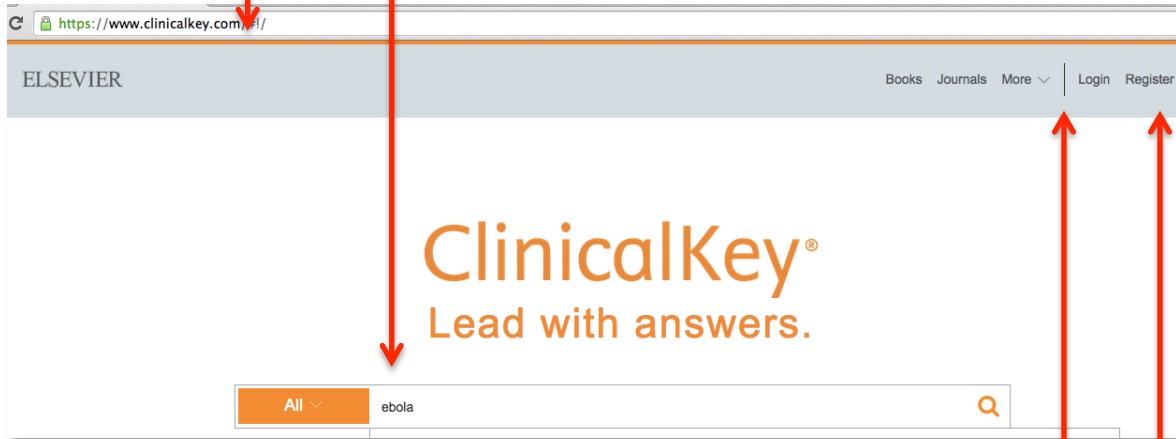 https://www.clinicalkey.com/#!/
ELSEVIER
Books Journals More Login Register
ClinicalKey®
Lead with answers.
All ebola